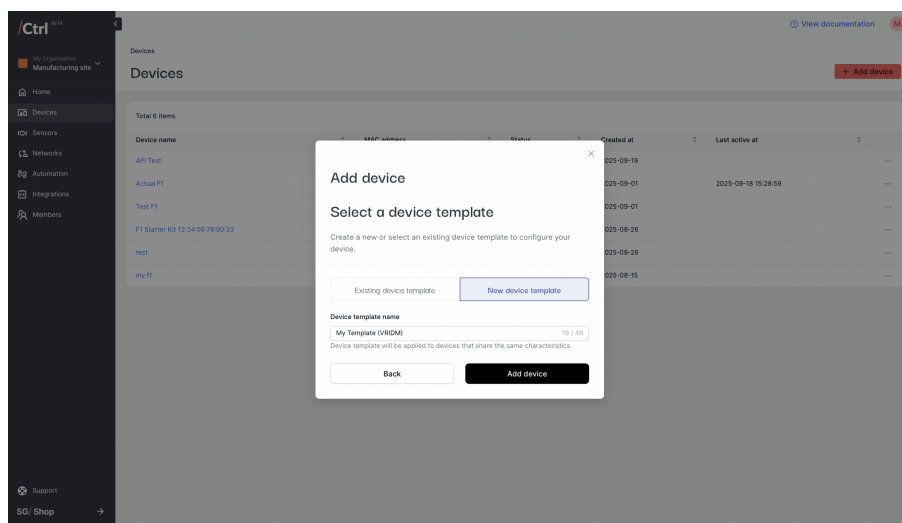 /Ctrl BETA
View documentation
M
My Organization
Manufacturing site
Home
Devices
Sensors
Networks
Automation
Integrations
Members
Support
SG/ Shop
Devices
Devices
+ Add device
Total 6 items
Device name MAC address Status Created at Last active at
API Test 2025-09-19
Actual F1 2025-09-01 2025-09-18 15:28:59
Test F1 2025-09-01
F1 Starter Kit 12:34:56:78:90:23 2025-08-26
test 2025-08-26
my f1 2025-08-15
Add device
Select a device template
Create a new or select an existing device template to configure your
device.
Existing device template New device template
Device template name
My Template (VRIDM) 19 / 40
Device template will be applied to devices that share the same characteristics
Back Add device